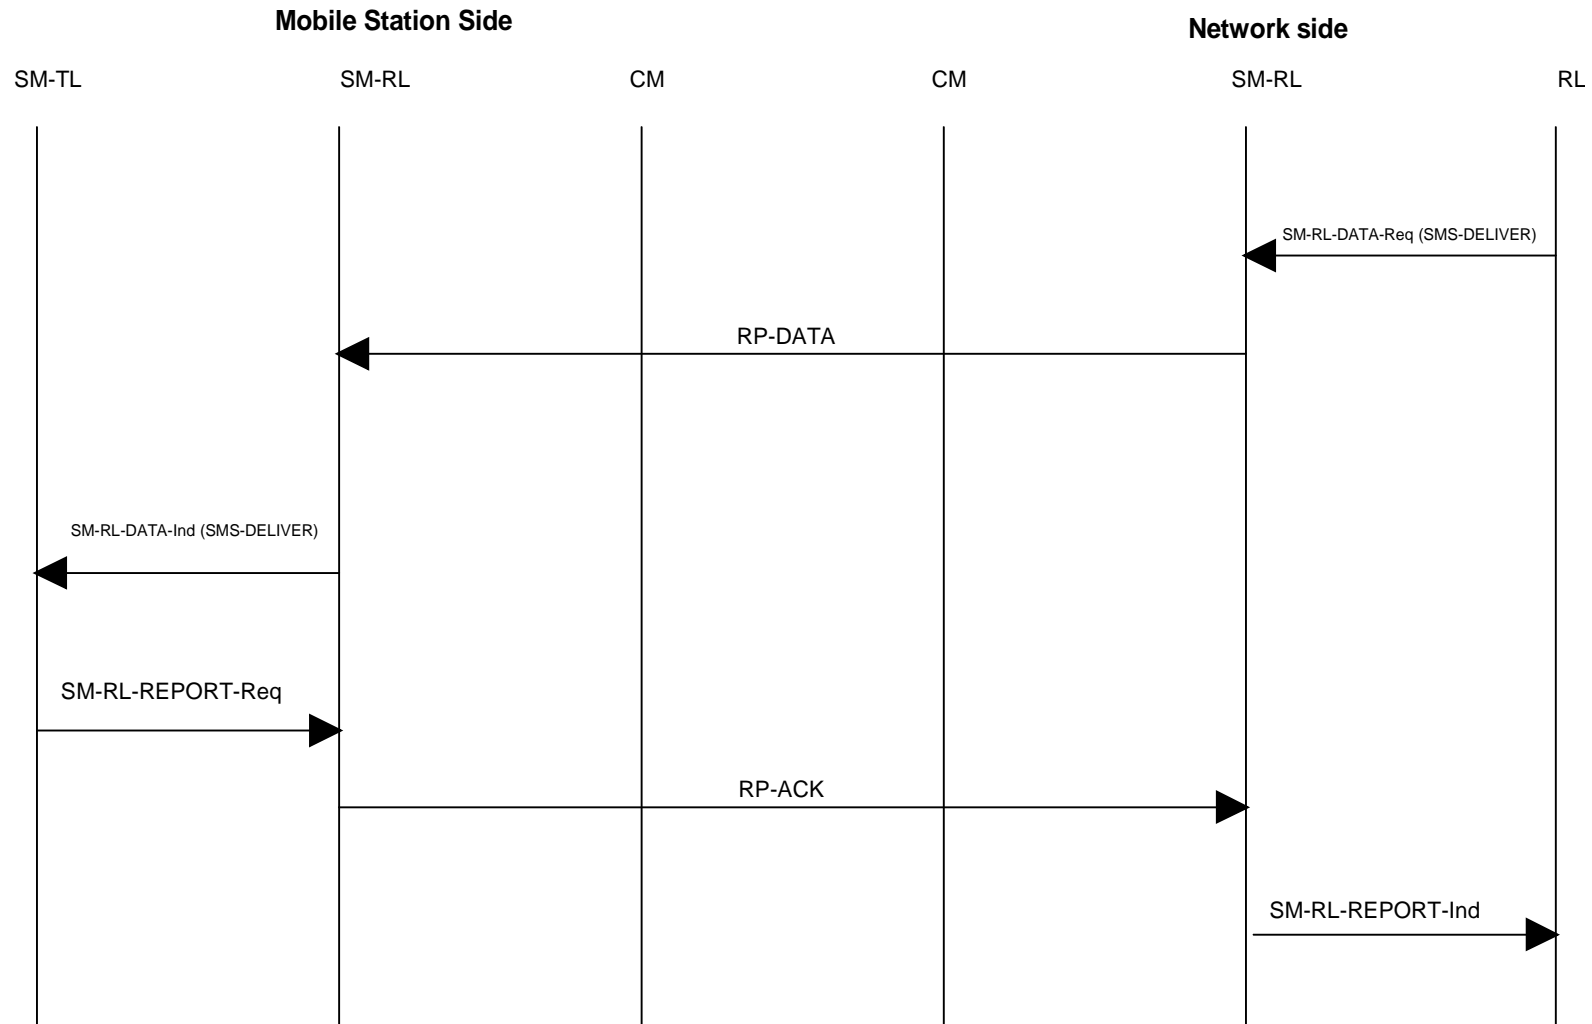 Mobile Station Side
Network side
SM-TL
SM-RL
CM
CM
SM-RL
RL
SM-RL-DATA-Req (SMS-DELIVER)
RP-DATA
SM-RL-DATA-Ind (SMS-DELIVER)
SM-RL-REPORT-Req
RP-ACK
SM-RL-REPORT-Ind